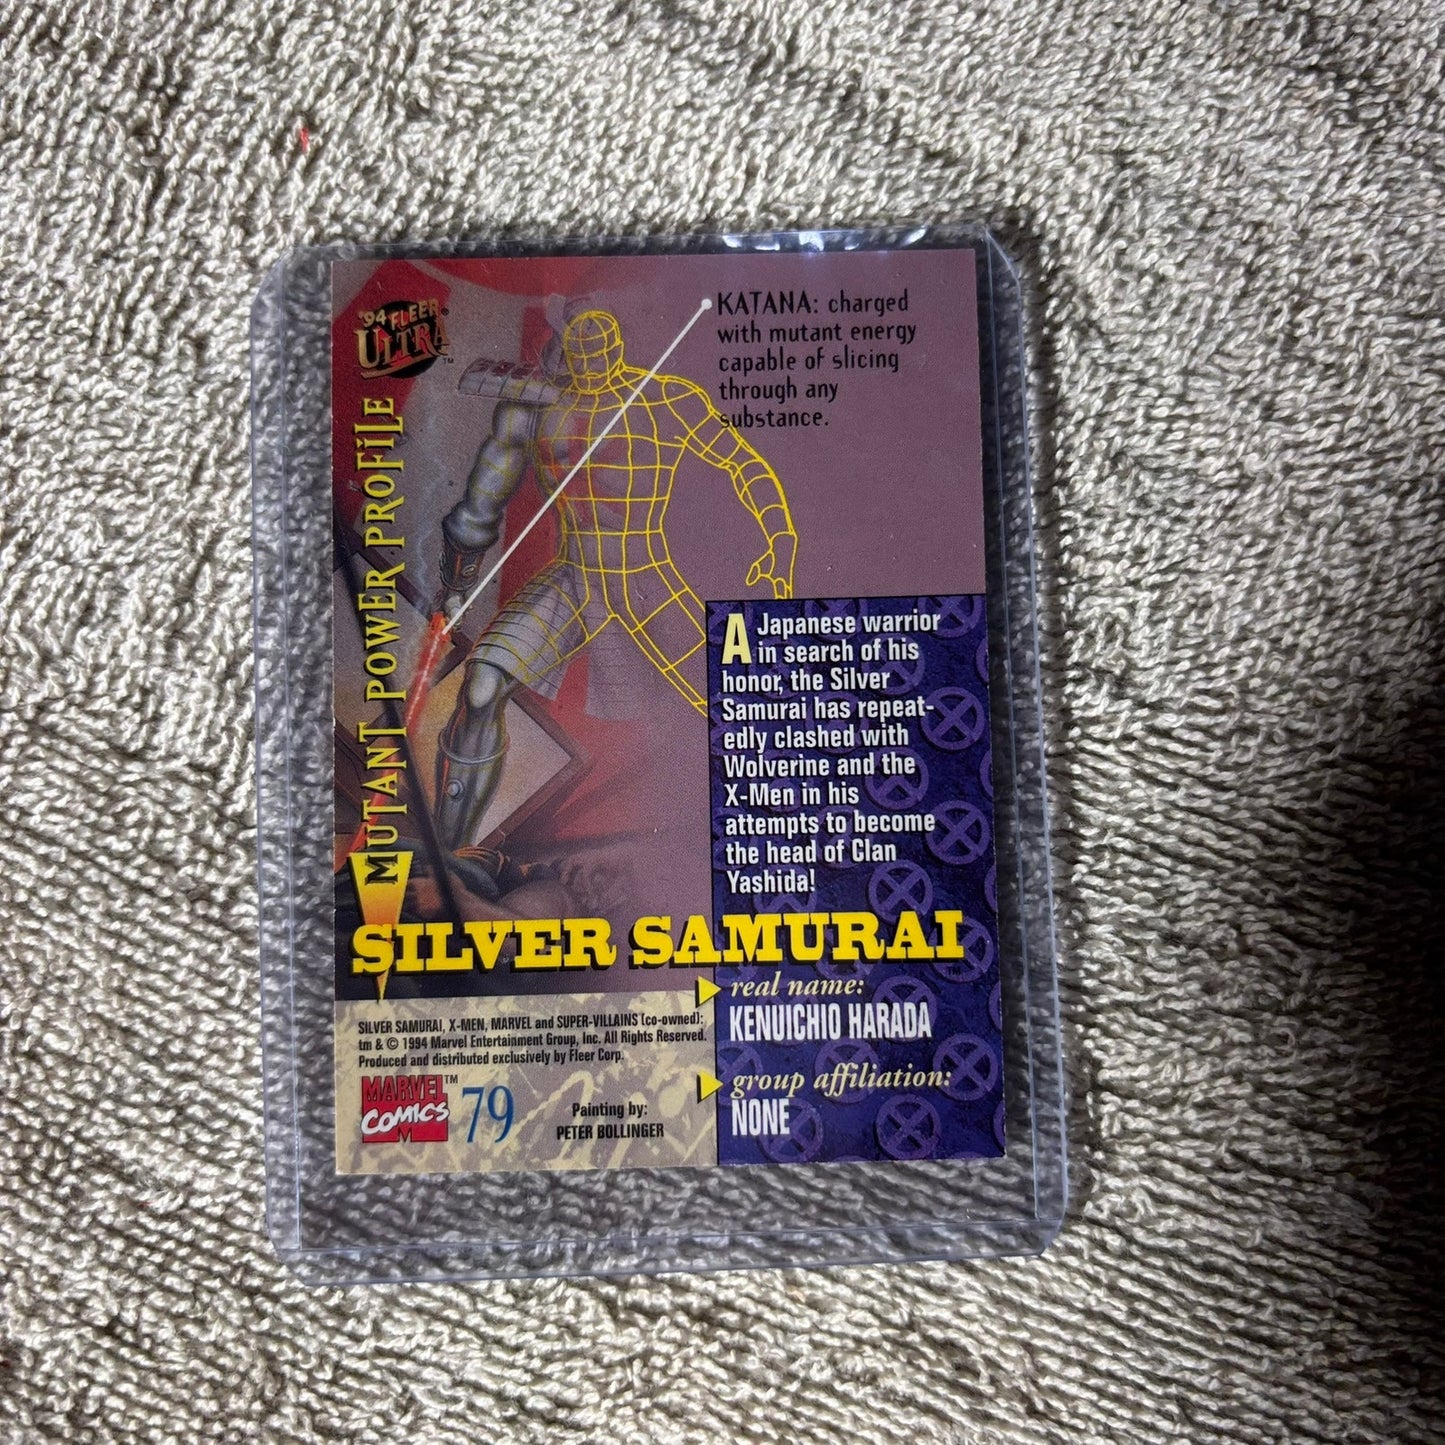 '94 FLEER
ULTRA™
MUTANT POWER PROFILE
KATANA: charged
with mutant energy
capable of slicing
through any
substance.
A Japanese warrior
in search of his
honor, the Silver
Samurai has repeat-
edly clashed with
Wolverine and the
X-Men in his
attempts to become
the head of Clan
Yashida!
SILVER SAMURAI™
real name:
KENUICHIO HARADA
group affiliation:
NONE
SILVER SAMURAI, X-MEN, MARVEL and SUPER-VILLAINS (co-owned):
tm & © 1994 Marvel Entertainment Group, Inc. All Rights Reserved.
Produced and distributed exclusively by Fleer Corp.
MARVEL™
COMICS
M
79
Painting by:
PETER BOLLINGER